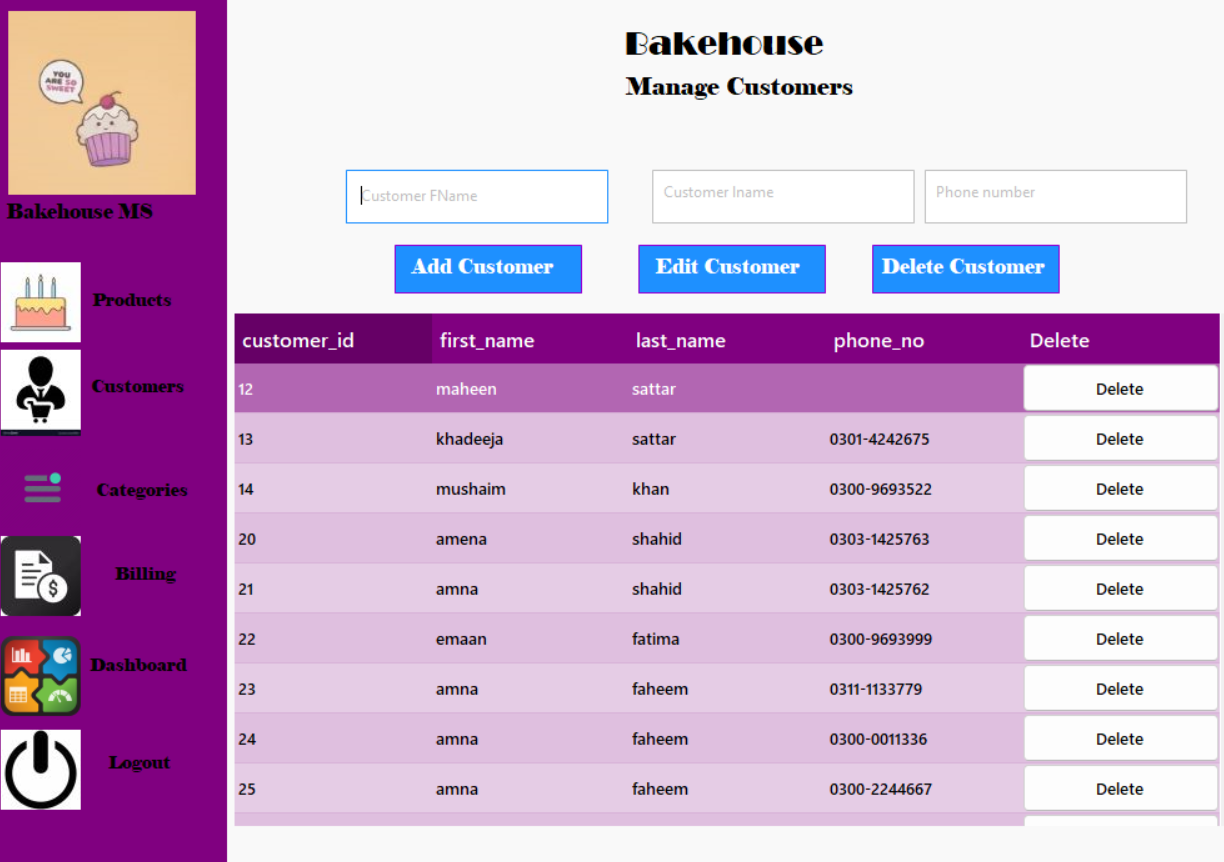 YOU
ARE SO
SWEET
Bakehouse MS
Products
Customers
Categories
Billing
Dashboard
Logout
Bakehouse
Manage Customers
Customer FName Customer lname Phone number
Add Customer Edit Customer Delete Customer
customer_id first_name last_name phone_no Delete
12 maheen sattar Delete
13 khadeeja sattar 0301-4242675 Delete
14 mushaim khan 0300-9693522 Delete
20 amena shahid 0303-1425763 Delete
21 amna shahid 0303-1425762 Delete
22 emaan fatima 0300-9693999 Delete
23 amna faheem 0311-1133779 Delete
24 amna faheem 0300-0011336 Delete
25 amna faheem 0300-2244667 Delete